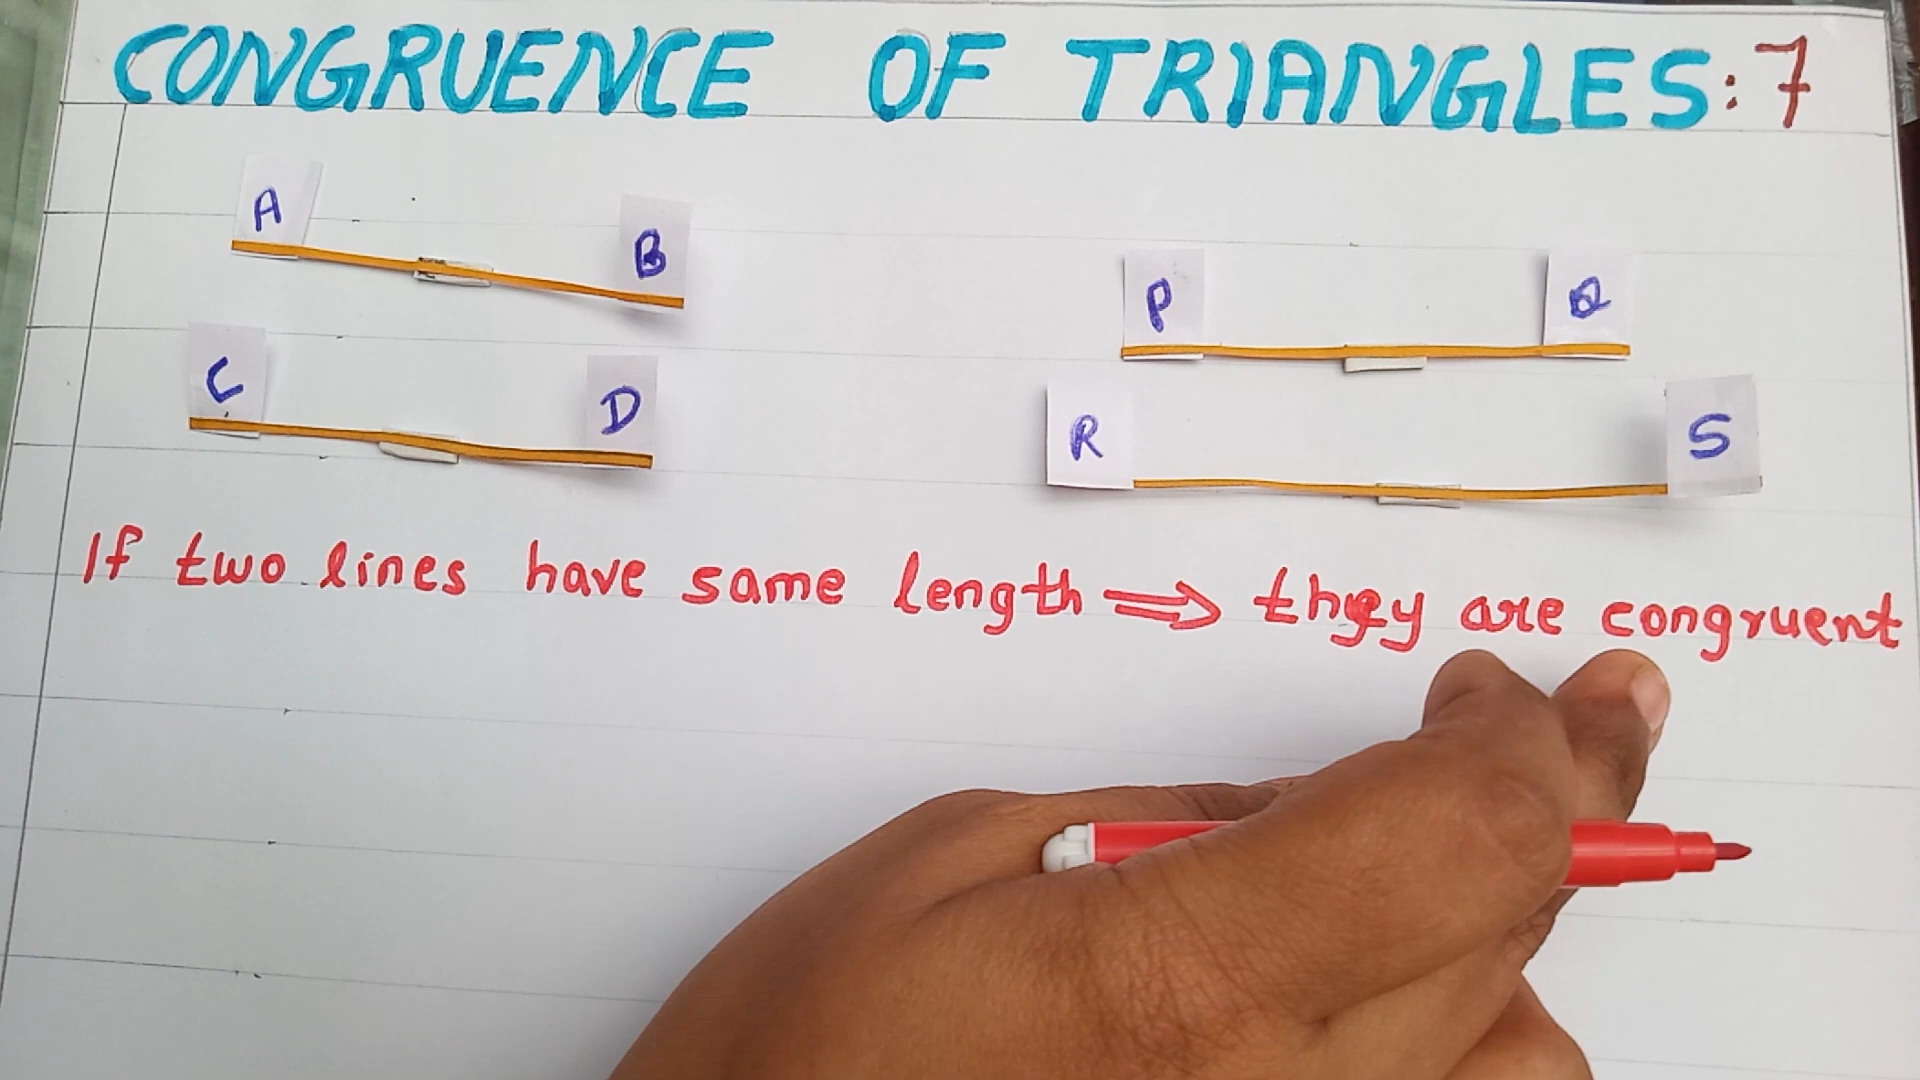 CONGRUENCE OF TRIANGLES:7
A B
P Q
C D
R S
If two lines have same length ⟹ they are congruent